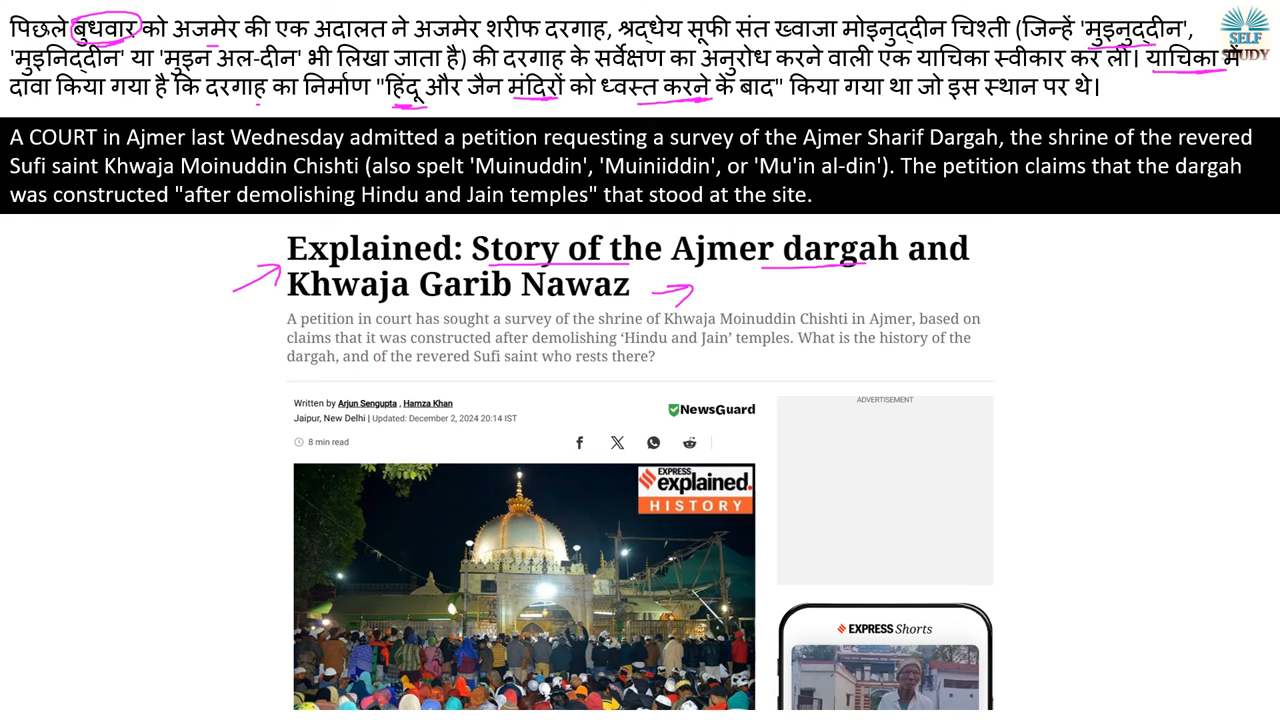 पिछले बुधवार को अजमेर की एक अदालत ने अजमेर शरीफ दरगाह, श्रद्धेय सूफी संत ख्वाजा मोइनुद्दीन चिश्ती (जिन्हें 'मुइनुद्दीन',
'मुइनिद्दीन' या 'मुइन अल-दीन' भी लिखा जाता है) की दरगाह के सर्वेक्षण का अनुरोध करने वाली एक याचिका स्वीकार कर ली। याचिका में
दावा किया गया है कि दरगाह का निर्माण "हिंदू और जैन मंदिरों को ध्वस्त करने के बाद" किया गया था जो इस स्थान पर थे।
SELF
STUDY
A COURT in Ajmer last Wednesday admitted a petition requesting a survey of the Ajmer Sharif Dargah, the shrine of the revered
Sufi saint Khwaja Moinuddin Chishti (also spelt 'Muinuddin', 'Muiniiddin', or 'Mu'in al-din'). The petition claims that the dargah
was constructed "after demolishing Hindu and Jain temples" that stood at the site.
Explained: Story of the Ajmer dargah and
Khwaja Garib Nawaz
A petition in court has sought a survey of the shrine of Khwaja Moinuddin Chishti in Ajmer, based on
claims that it was constructed after demolishing ‘Hindu and Jain’ temples. What is the history of the
dargah, and of the revered Sufi saint who rests there?
Written by Arjun Sengupta , Hamza Khan
Jaipur, New Delhi | Updated: December 2, 2024 20:14 IST
NewsGuard
8 min read
ADVERTISEMENT
EXPRESS
explained.
HISTORY
EXPRESS Shorts